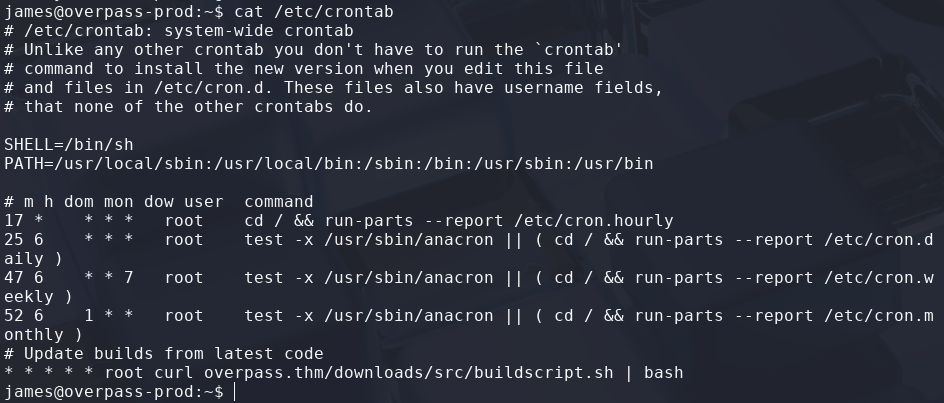 james@overpass-prod:~$ cat /etc/crontab
# /etc/crontab: system-wide crontab
# Unlike any other crontab you don't have to run the `crontab'
# command to install the new version when you edit this file
# and files in /etc/cron.d. These files also have username fields,
# that none of the other crontabs do.

SHELL=/bin/sh
PATH=/usr/local/sbin:/usr/local/bin:/sbin:/bin:/usr/sbin:/usr/bin

# m h dom mon dow user  command
17 *    * * *   root    cd / && run-parts --report /etc/cron.hourly
25 6    * * *   root    test -x /usr/sbin/anacron || ( cd / && run-parts --report /etc/cron.d
aily )
47 6    * * 7   root    test -x /usr/sbin/anacron || ( cd / && run-parts --report /etc/cron.w
eekly )
52 6    1 * *   root    test -x /usr/sbin/anacron || ( cd / && run-parts --report /etc/cron.m
onthly )
# Update builds from latest code
* * * * * root curl overpass.thm/downloads/src/buildscript.sh | bash
james@overpass-prod:~$